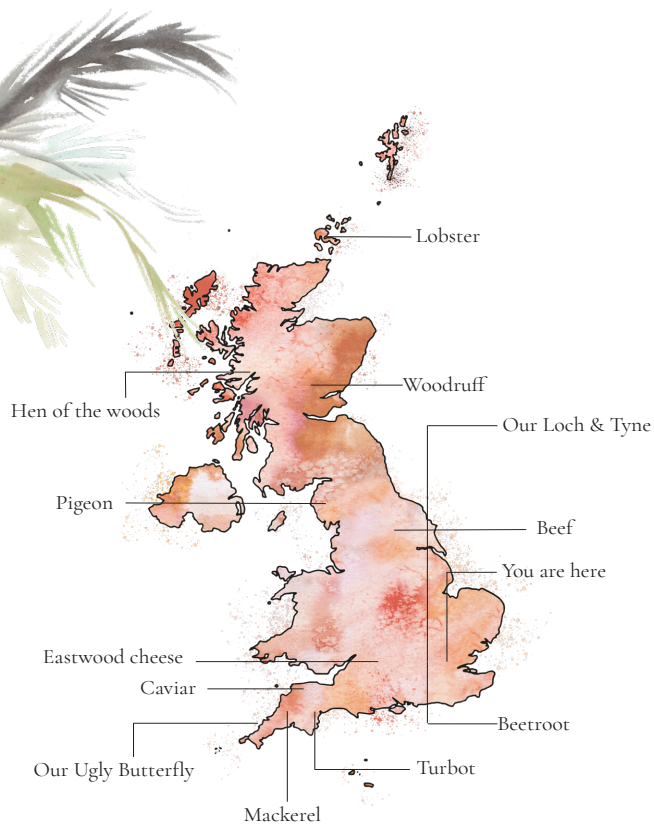 Lobster
Woodruff
Hen of the woods
Our Loch & Tyne
Pigeon
Beef
You are here
Eastwood cheese
Caviar
Beetroot
Our Ugly Butterfly
Turbot
Mackerel